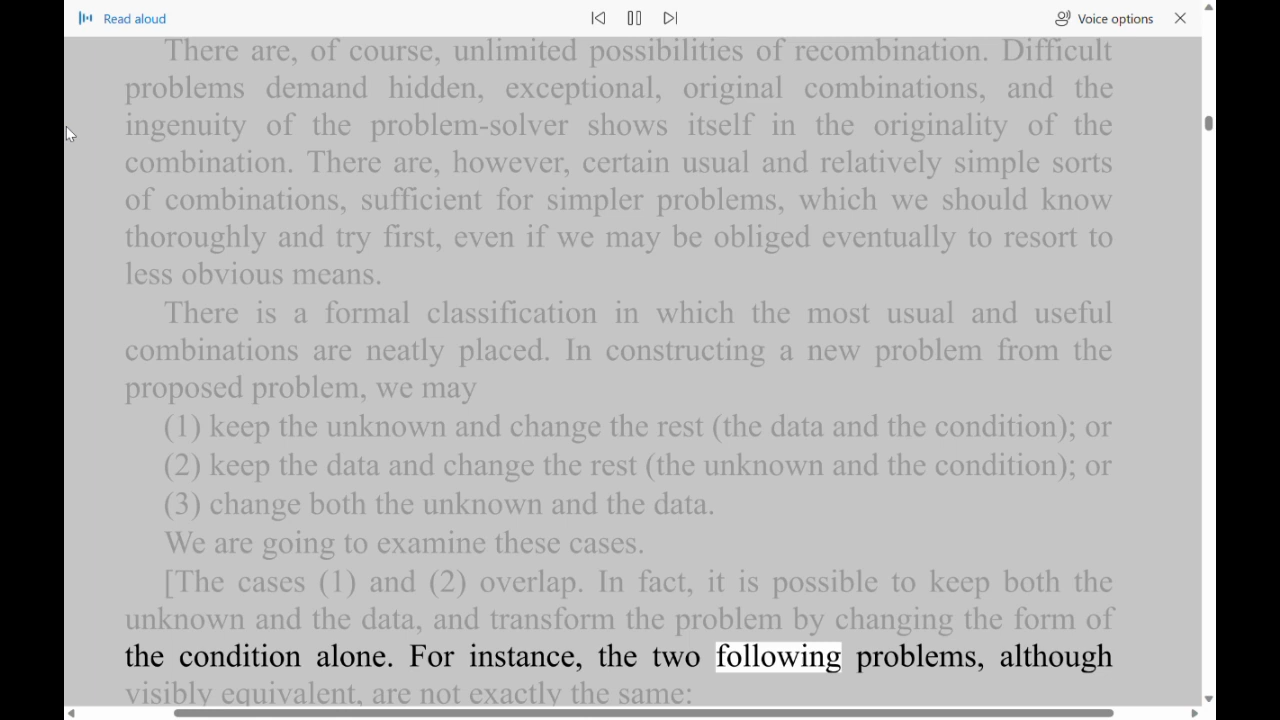 Read aloud
Voice options
There are, of course, unlimited possibilities of recombination. Difficult
problems demand hidden, exceptional, original combinations, and the
ingenuity of the problem-solver shows itself in the originality of the
combination. There are, however, certain usual and relatively simple sorts
of combinations, sufficient for simpler problems, which we should know
thoroughly and try first, even if we may be obliged eventually to resort to
less obvious means.
There is a formal classification in which the most usual and useful
combinations are neatly placed. In constructing a new problem from the
proposed problem, we may
(1) keep the unknown and change the rest (the data and the condition); or
(2) keep the data and change the rest (the unknown and the condition); or
(3) change both the unknown and the data.
We are going to examine these cases.
[The cases (1) and (2) overlap. In fact, it is possible to keep both the
unknown and the data, and transform the problem by changing the form of
the condition alone. For instance, the two following problems, although
visibly equivalent, are not exactly the same: